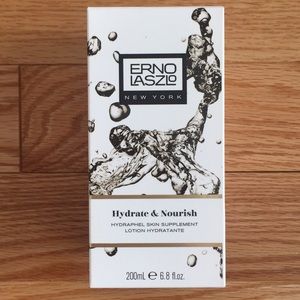 ERNO
LASZLO
NEW YORK
Hydrate & Nourish
HYDRAPHEL SKIN SUPPLEMENT
LOTION HYDRATANTE
200mL ℮ 6.8 fl.oz.